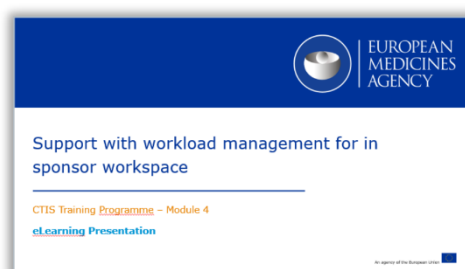 EUROPEAN
MEDICINES
AGENCY
Support with workload management for in
sponsor workspace
CTIS Training Programme – Module 4
eLearning Presentation
An agency of the European Union